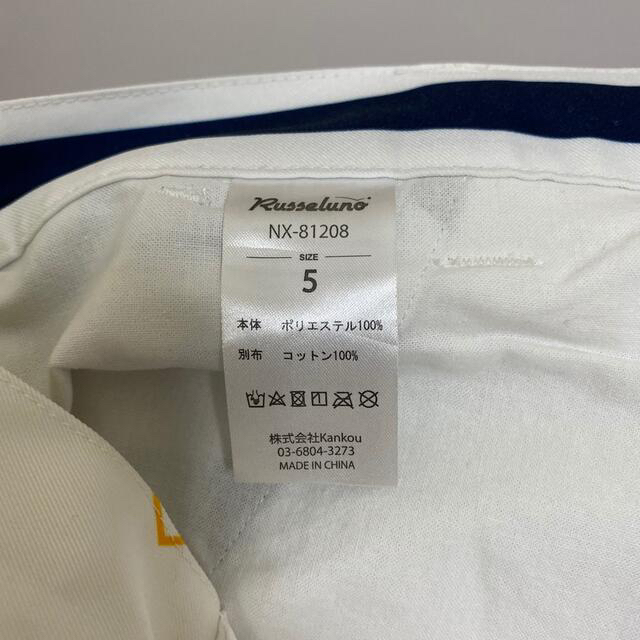 Russeluno
NX-81208
SIZE
5
本体 ポリエステル100%
別布 コットン100%
株式会社Kankou
03-6804-3273
MADE IN CHINA